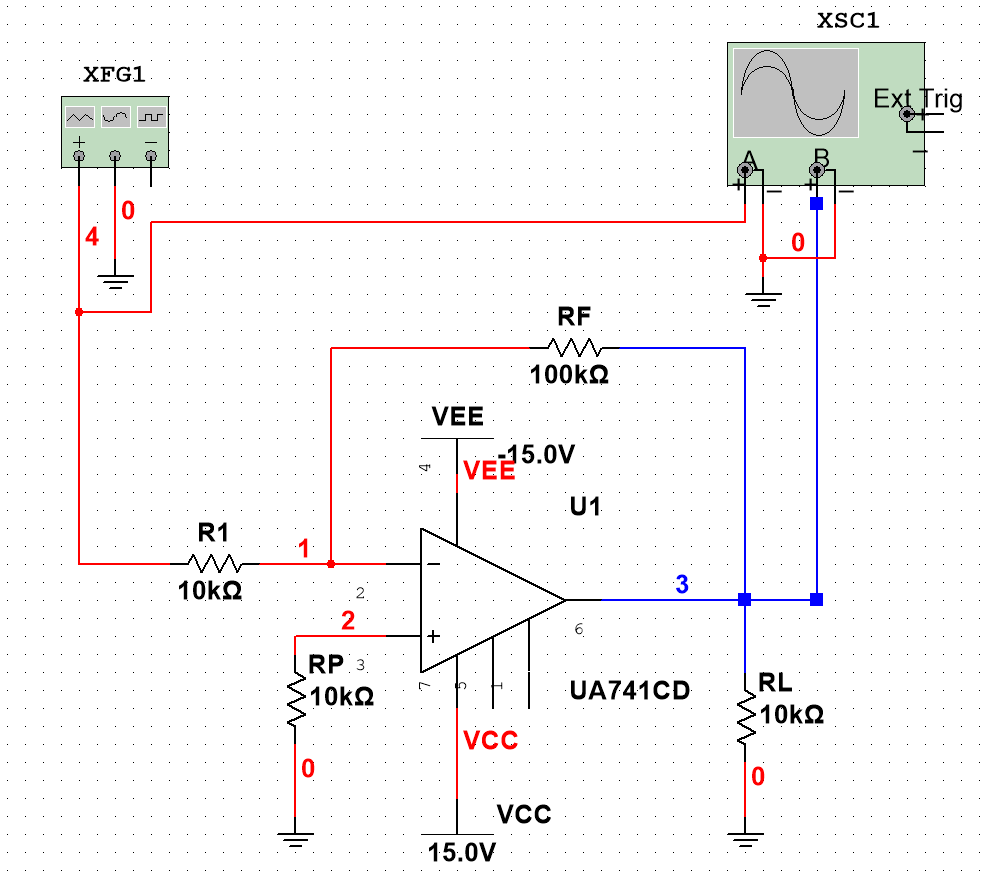 XSC1
XFG1
Ext Trig
+
−
+
−
A
B
+
−
+
−
0
4
0
RF
100kΩ
VEE
-15.0V
4
VEE
U1
R1
1
10kΩ
−
2
3
2
6
+
RP
3
10kΩ
7
5
1
UA741CD
RL
10kΩ
VCC
0
0
VCC
15.0V